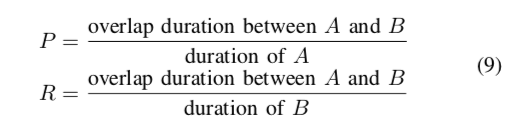 P = overlap duration between A and B / duration of A
R = overlap duration between A and B / duration of B
(9)